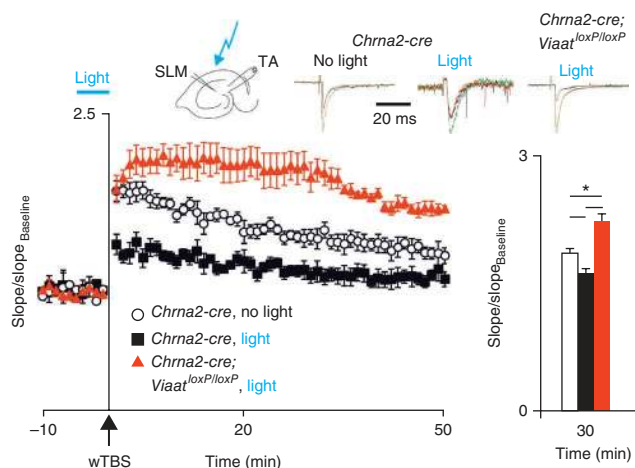 Light
SLM
TA
Chrna2-cre
No light
Light
20 ms
Chrna2-cre;
Viaat^loxP/loxP
Light
2.5
Slope/slope_Baseline
Chrna2-cre, no light
Chrna2-cre, light
Chrna2-cre;
Viaat^loxP/loxP, light
–10
20
50
wTBS
Time (min)
3
Slope/slope_Baseline
*
0
30
Time (min)